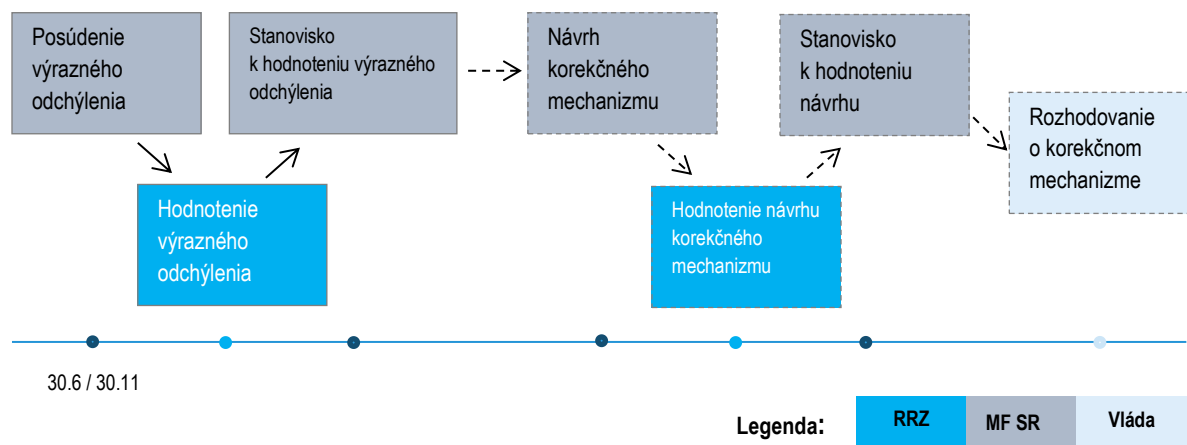 Posúdenie
výrazného
odchýlenia
Stanovisko
k hodnoteniu výrazného
odchýlenia
Návrh
korekčného
mechanizmu
Stanovisko
k hodnoteniu
návrhu
Rozhodovanie
o korekčnom
mechanizme
Hodnotenie
výrazného
odchýlenia
Hodnotenie návrhu
korekčného
mechanizmu
30.6 / 30.11
Legenda: RRZ MF SR Vláda